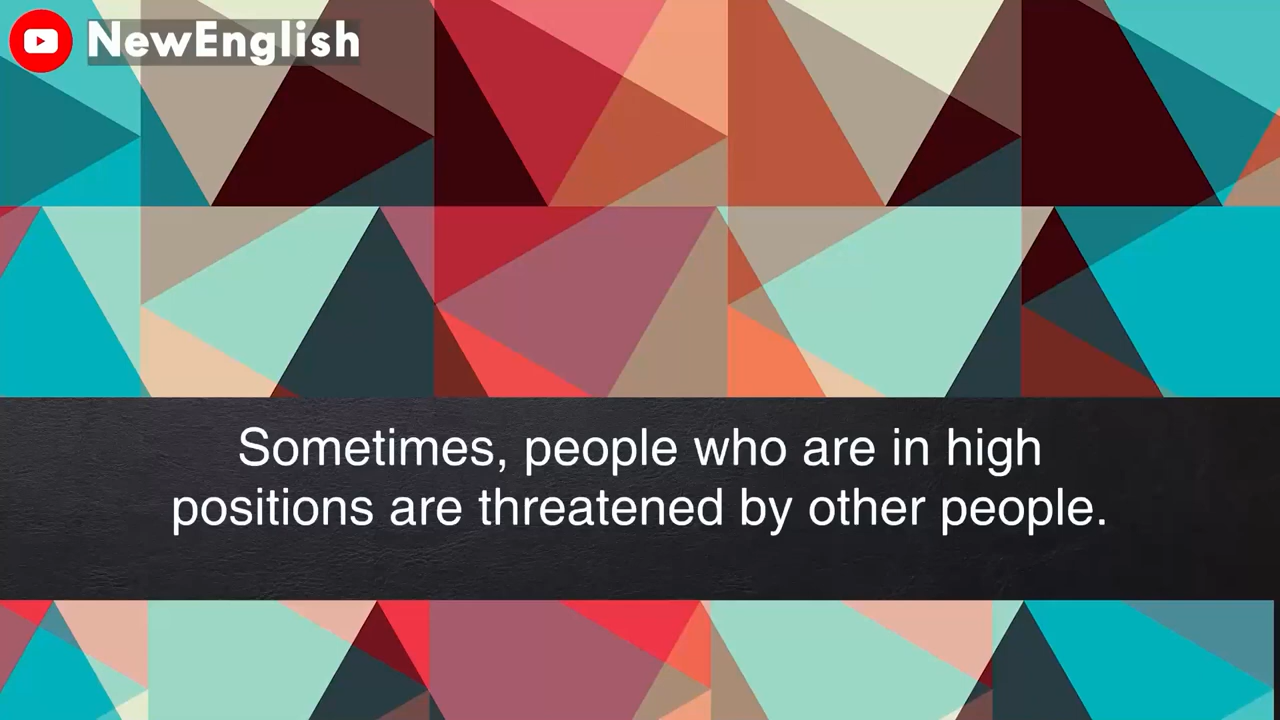 NewEnglish
Sometimes, people who are in high
positions are threatened by other people.